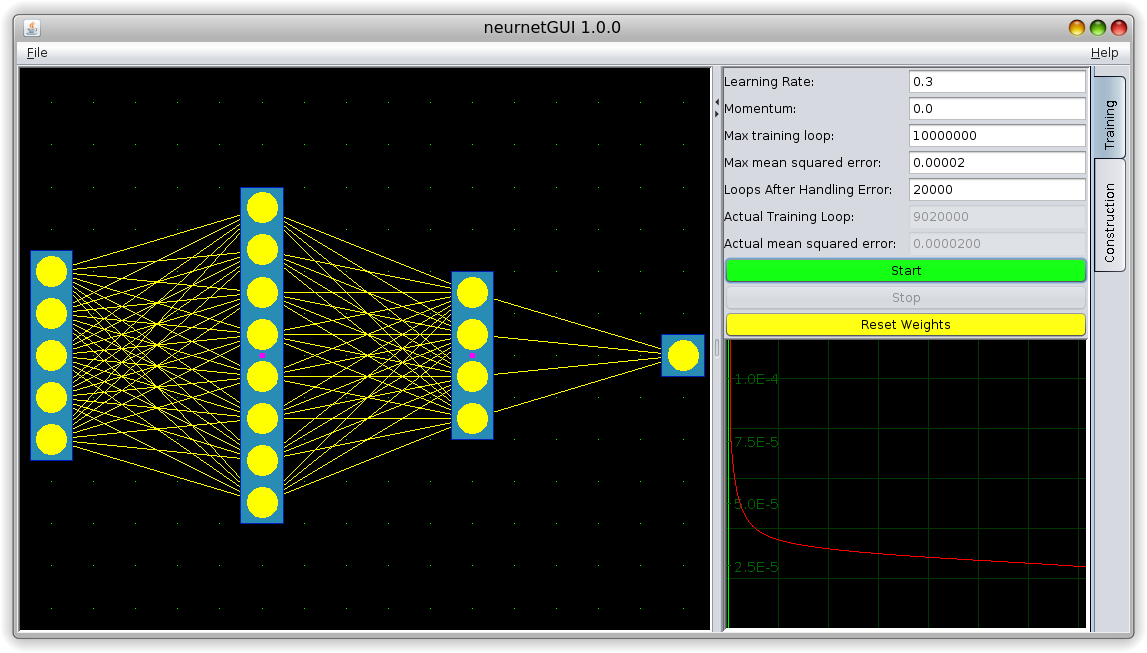 neurnetGUI 1.0.0
File
Help
Learning Rate: 0.3
Momentum: 0.0
Max training loop: 10000000
Max mean squared error: 0.00002
Loops After Handling Error: 20000
Actual Training Loop: 9020000
Actual mean squared error: 0.0000200
Start
Stop
Reset Weights
1.0E-4
7.5E-5
5.0E-5
2.5E-5
Training
Construction